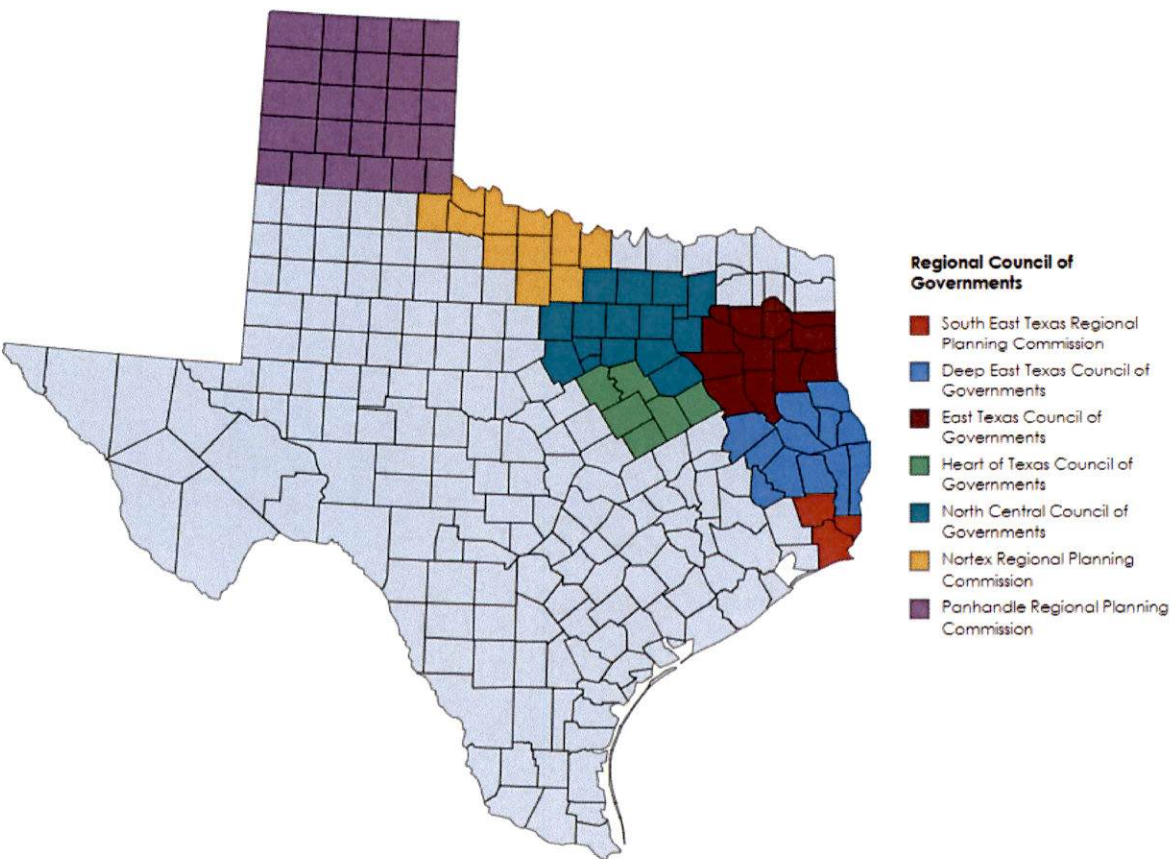 Regional Council of
Governments
South East Texas Regional
Planning Commission
Deep East Texas Council of
Governments
East Texas Council of
Governments
Heart of Texas Council of
Governments
North Central Council of
Governments
Nortex Regional Planning
Commission
Panhandle Regional Planning
Commission